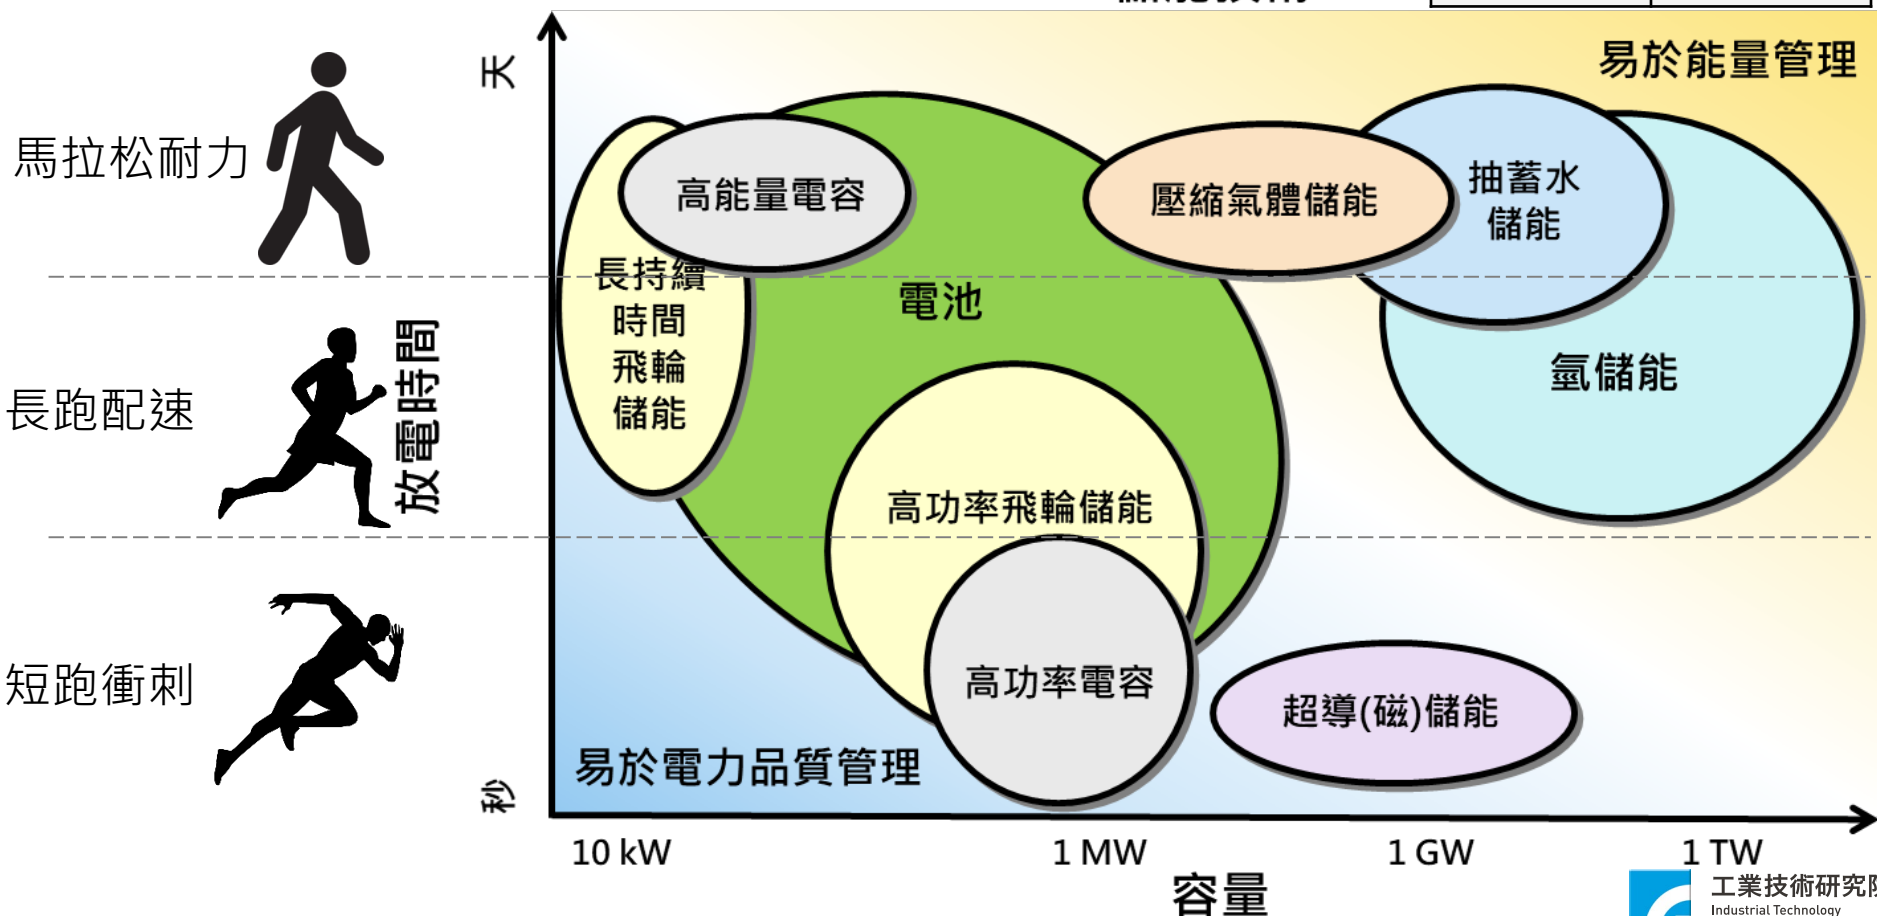 易於能量管理
天
馬拉松耐力
高能量電容
壓縮氣體儲能
抽蓄水
儲能
長持續
時間
飛輪
儲能
電池
氫儲能
長跑配速
放電時間
高功率飛輪儲能
短跑衝刺
高功率電容
超導(磁)儲能
易於電力品質管理
秒
10 kW
1 MW
1 GW
1 TW
容量
工業技術研究院
Industrial Technology